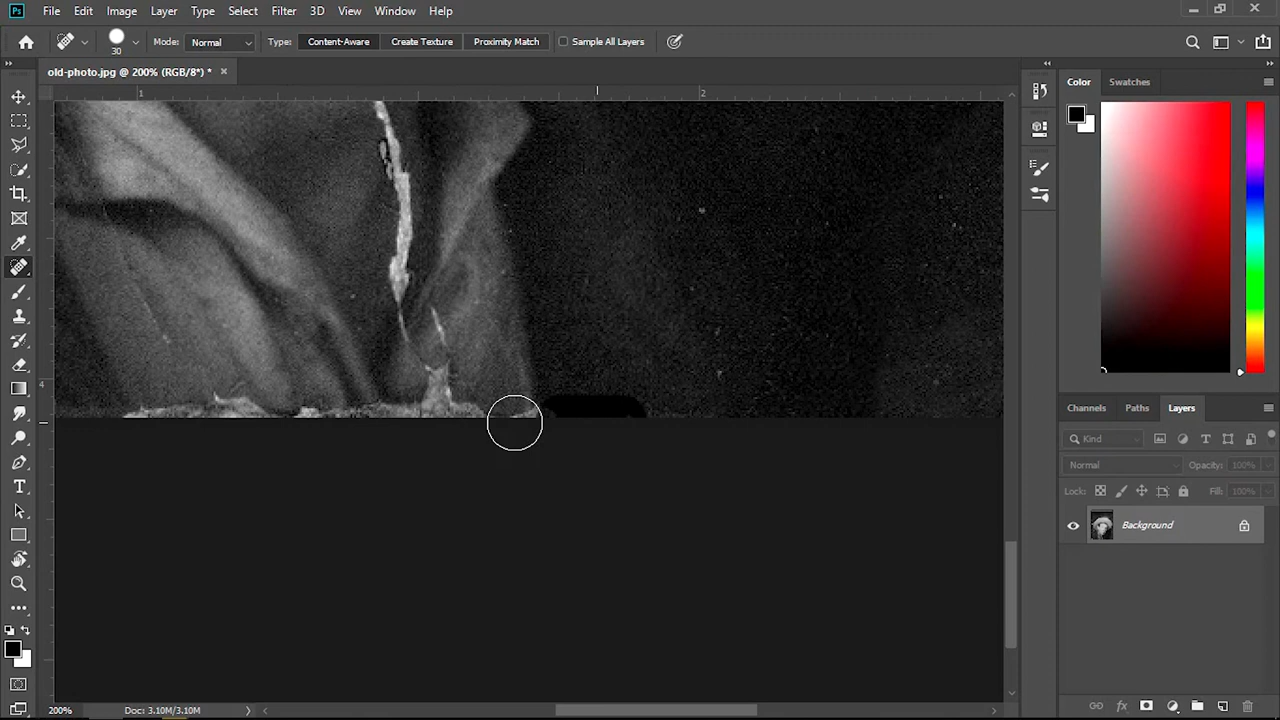 Ps File Edit Image Layer Type Select Filter 3D View Window Help
30 Mode: Normal Type: Content-Aware Create Texture Proximity Match Sample All Layers
old-photo.jpg @ 200% (RGB/8*) *
1 2
4
Color Swatches
Channels Paths Layers
Kind
Normal Opacity: 100%
Lock: Fill: 100%
Background
200% Doc: 3.10M/3.10M